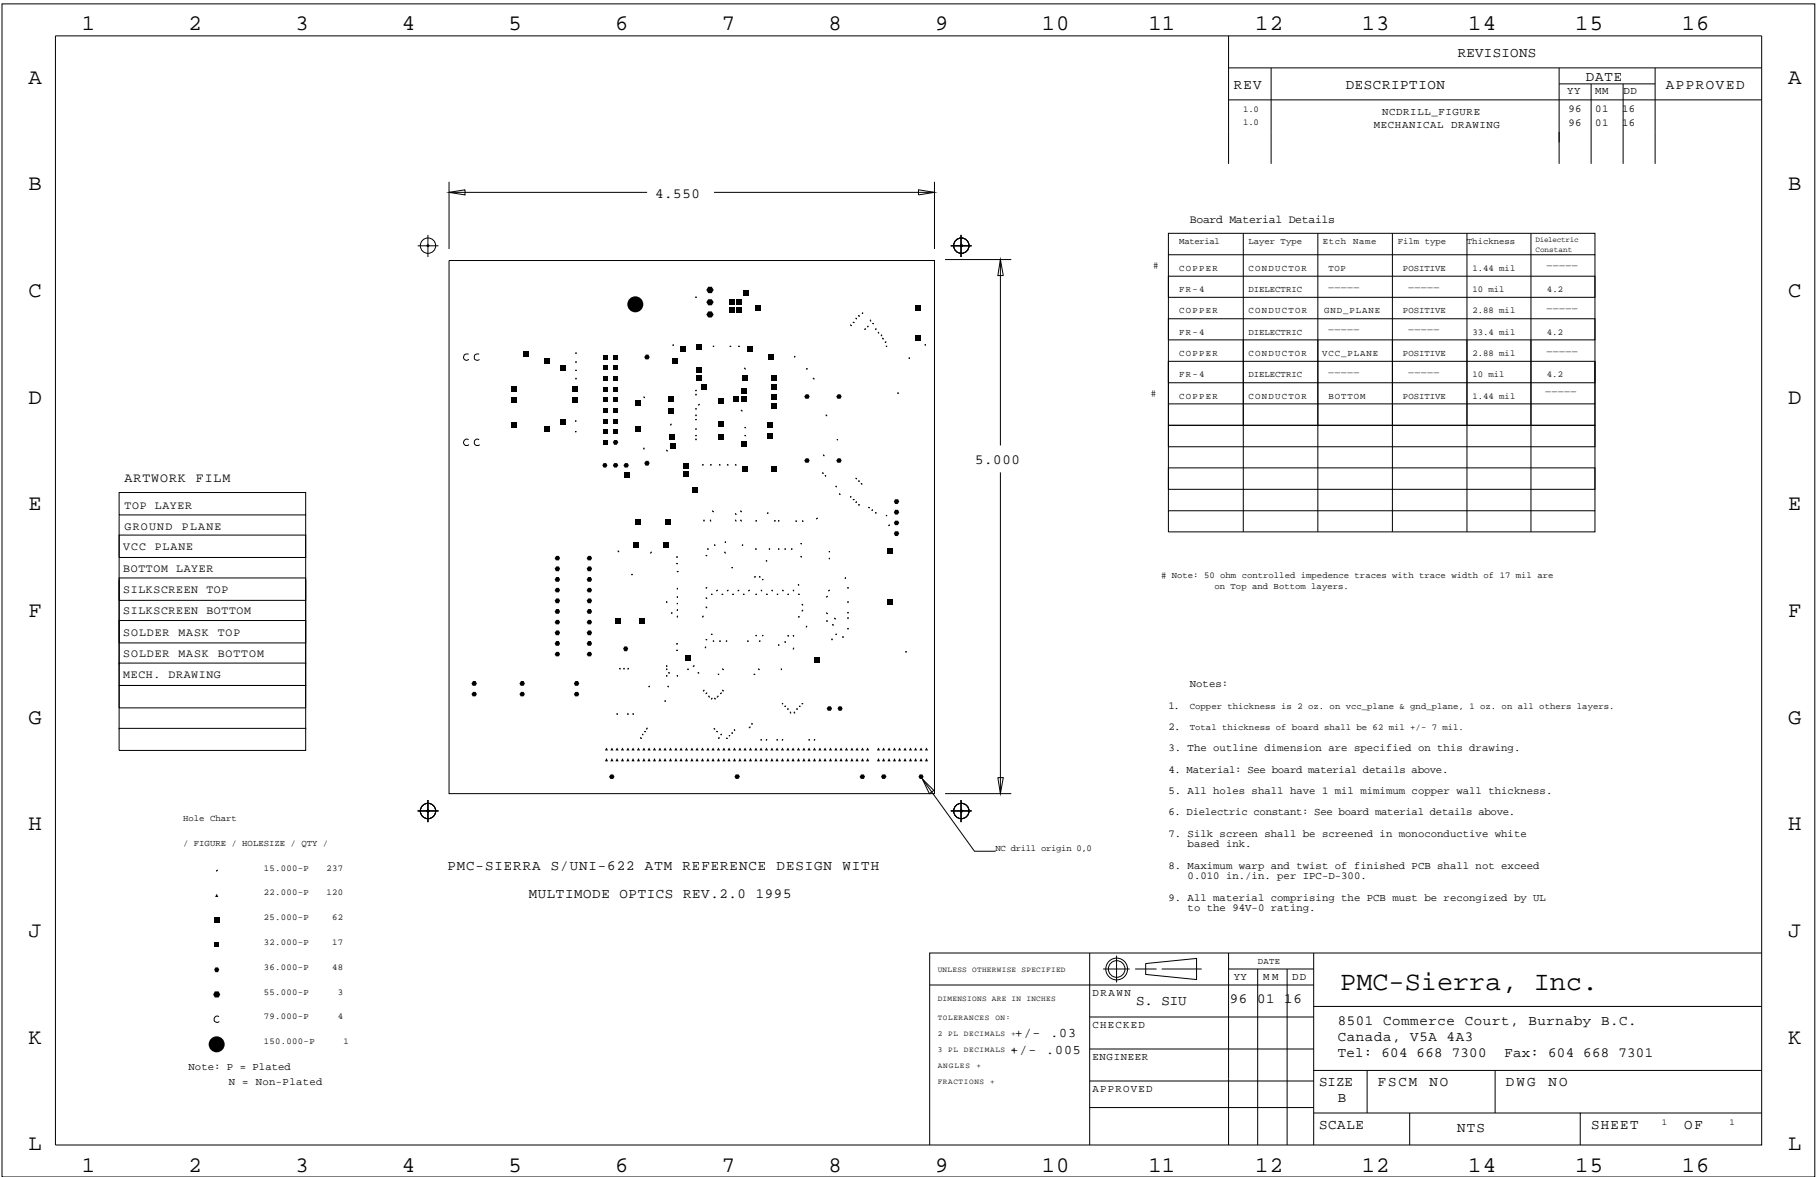 1 2 3 4 5 6 7 8 9 10 11 12 13 14 15 16
A A
B B
C C
D D
E E
F F
G G
H H
J J
K K
L L
REVISIONS
REV DESCRIPTION DATE APPROVED
YY MM DD
1.0 NCDRILL_FIGURE 96 01 16
1.0 MECHANICAL DRAWING 96 01 16
4.550
5.000
Board Material Details
Material Layer Type Etch Name Film type Thickness Dielectric Constant
# COPPER CONDUCTOR TOP POSITIVE 1.44 mil -----
FR-4 DIELECTRIC ----- ----- 10 mil 4.2
COPPER CONDUCTOR GND_PLANE POSITIVE 2.88 mil -----
FR-4 DIELECTRIC ----- ----- 33.4 mil 4.2
COPPER CONDUCTOR VCC_PLANE POSITIVE 2.88 mil -----
FR-4 DIELECTRIC ----- ----- 10 mil 4.2
# COPPER CONDUCTOR BOTTOM POSITIVE 1.44 mil -----
# Note: 50 ohm controlled impedence traces with trace width of 17 mil are
on Top and Bottom layers.
C C
C C
ARTWORK FILM
TOP LAYER
GROUND PLANE
VCC PLANE
BOTTOM LAYER
SILKSCREEN TOP
SILKSCREEN BOTTOM
SOLDER MASK TOP
SOLDER MASK BOTTOM
MECH. DRAWING
Notes:
1. Copper thickness is 2 oz. on vcc_plane & gnd_plane, 1 oz. on all others layers.
2. Total thickness of board shall be 62 mil +/- 7 mil.
3. The outline dimension are specified on this drawing.
4. Material: See board material details above.
5. All holes shall have 1 mil mimimum copper wall thickness.
6. Dielectric constant: See board material details above.
7. Silk screen shall be screened in monoconductive white
based ink.
8. Maximum warp and twist of finished PCB shall not exceed
0.010 in./in. per IPC-D-300.
9. All material comprising the PCB must be recongized by UL
to the 94V-0 rating.
NC drill origin 0,0
PMC-SIERRA S/UNI-622 ATM REFERENCE DESIGN WITH
MULTIMODE OPTICS REV.2.0 1995
Hole Chart
/ FIGURE / HOLESIZE / QTY /
15.000-P 237
22.000-P 120
25.000-P 62
32.000-P 17
36.000-P 48
55.000-P 3
C 79.000-P 4
150.000-P 1
Note: P = Plated
N = Non-Plated
UNLESS OTHERWISE SPECIFIED
DIMENSIONS ARE IN INCHES
TOLERANCES ON:
2 PL DECIMALS ++/- .03
3 PL DECIMALS +/- .005
ANGLES +
FRACTIONS +
DATE
YY MM DD
DRAWN S. SIU 96 01 16
CHECKED
ENGINEER
APPROVED
PMC-Sierra, Inc.
8501 Commerce Court, Burnaby B.C.
Canada, V5A 4A3
Tel: 604 668 7300 Fax: 604 668 7301
SIZE B FSCM NO DWG NO
SCALE NTS SHEET 1 OF 1
1 2 3 4 5 6 7 8 9 10 11 12 12 14 15 16